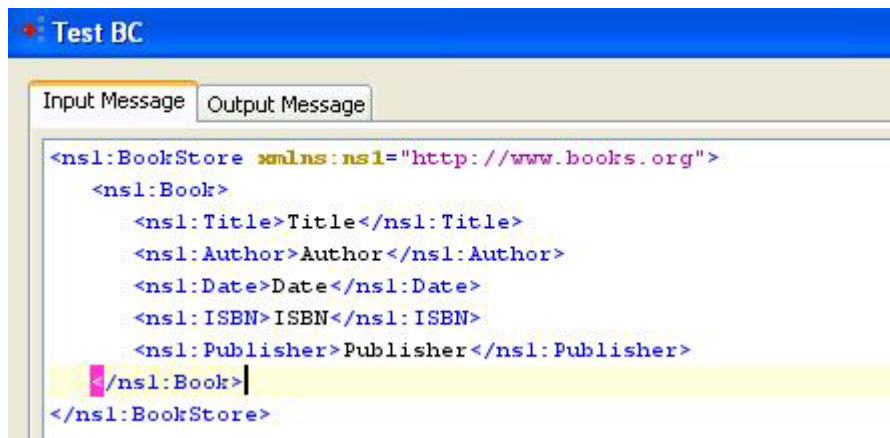 Test BC
Input Message Output Message
<ns1:BookStore xmlns:ns1="http://www.books.org">
<ns1:Book>
<ns1:Title>Title</ns1:Title>
<ns1:Author>Author</ns1:Author>
<ns1:Date>Date</ns1:Date>
<ns1:ISBN>ISBN</ns1:ISBN>
<ns1:Publisher>Publisher</ns1:Publisher>
</ns1:Book>
</ns1:BookStore>